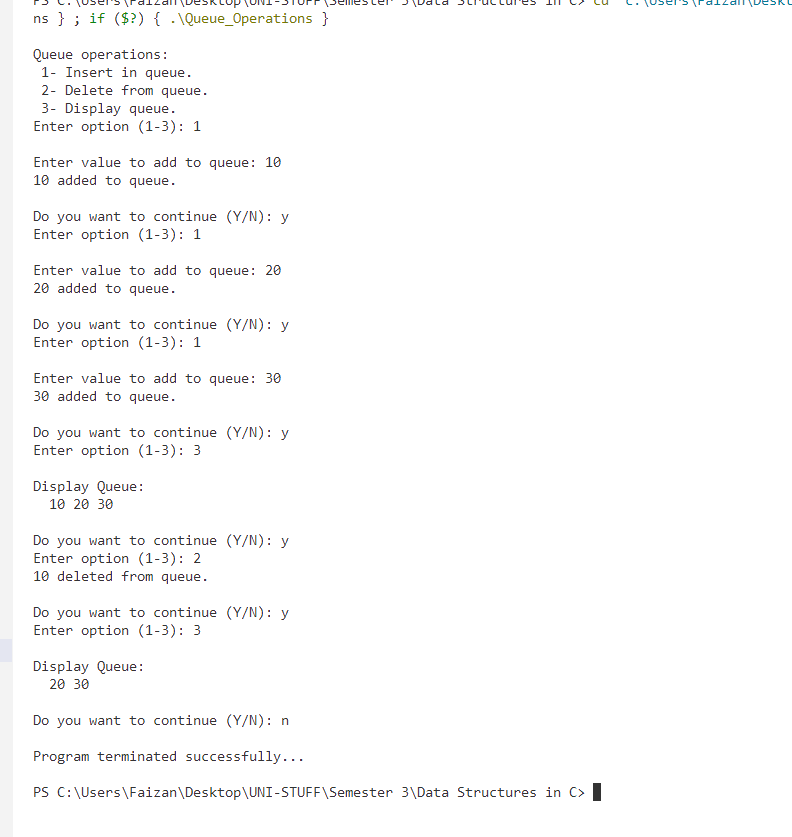 PS C:\Users\Faizan\Desktop\UNI-STUFF\Semester 3\Data Structures in C> cd "c:\Users\Faizan\Deskt
ns } ; if ($?) { .\Queue_Operations }
Queue operations:
1- Insert in queue.
2- Delete from queue.
3- Display queue.
Enter option (1-3): 1
Enter value to add to queue: 10
10 added to queue.
Do you want to continue (Y/N): y
Enter option (1-3): 1
Enter value to add to queue: 20
20 added to queue.
Do you want to continue (Y/N): y
Enter option (1-3): 1
Enter value to add to queue: 30
30 added to queue.
Do you want to continue (Y/N): y
Enter option (1-3): 3
Display Queue:
10 20 30
Do you want to continue (Y/N): y
Enter option (1-3): 2
10 deleted from queue.
Do you want to continue (Y/N): y
Enter option (1-3): 3
Display Queue:
20 30
Do you want to continue (Y/N): n
Program terminated successfully...
PS C:\Users\Faizan\Desktop\UNI-STUFF\Semester 3\Data Structures in C>